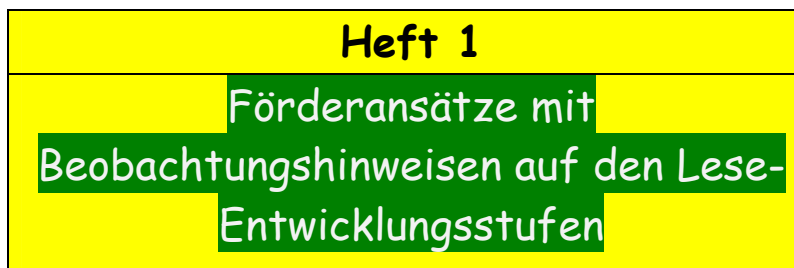 Heft 1
Förderansätze mit
Beobachtungshinweisen auf den Lese-
Entwicklungsstufen